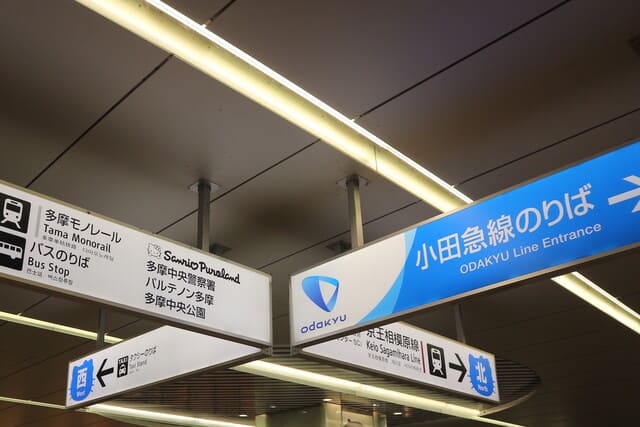 多摩モノレール
Tama Monorail
バスのりば
Bus Stop
Sanrio Puroland
多摩中央警察署
パルテノン多摩
多摩中央公園
ODAKYU
小田急線のりば
ODAKYU Line Entrance
西
West
タクシーのりば
Taxi Stand
京王相模原線
Keio Sagamihara Line
北
North